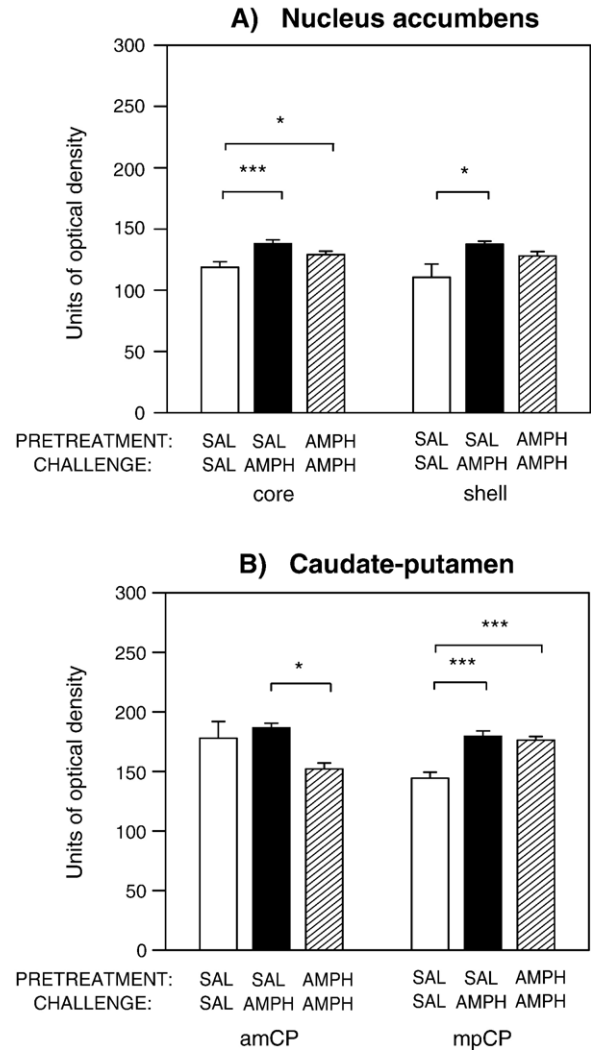 A) Nucleus accumbens
Units of optical density
300
250
200
150
100
50
0
*
***
*
PRETREATMENT: SAL SAL AMPH SAL SAL AMPH
CHALLENGE: SAL AMPH AMPH SAL AMPH AMPH
core shell
B) Caudate-putamen
Units of optical density
300
250
200
150
100
50
0
***
*
***
PRETREATMENT: SAL SAL AMPH SAL SAL AMPH
CHALLENGE: SAL AMPH AMPH SAL AMPH AMPH
amCP mpCP